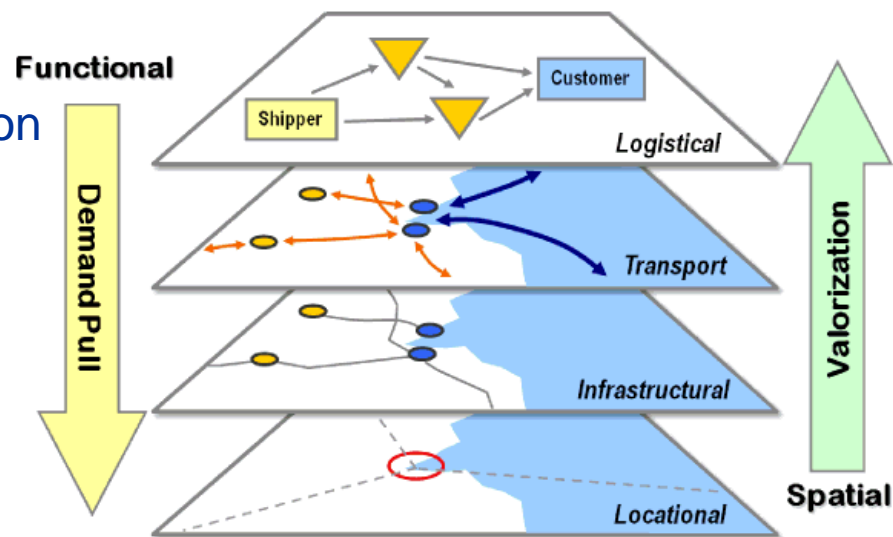 Functional
on
Shipper
Customer
Logistical
Demand Pull
Transport
Valorization
Infrastructural
Spatial
Locational